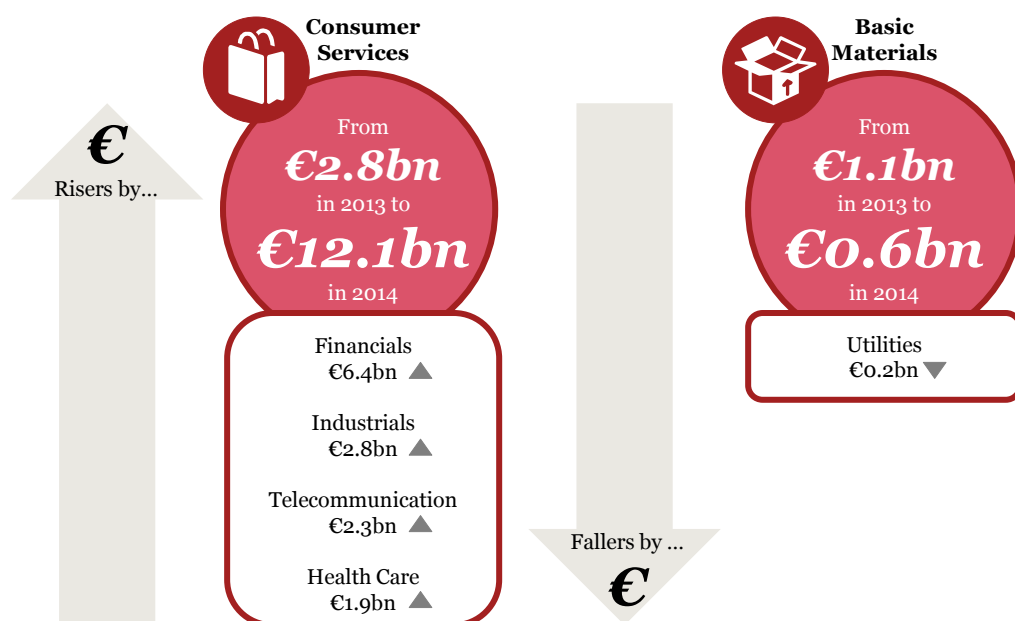 €
Risers by...
Consumer
Services
From
€2.8bn
in 2013 to
€12.1bn
in 2014
Financials
€6.4bn
Industrials
€2.8bn
Telecommunication
€2.3bn
Health Care
€1.9bn
Fallers by ...
€
Basic
Materials
From
€1.1bn
in 2013 to
€0.6bn
in 2014
Utilities
€0.2bn